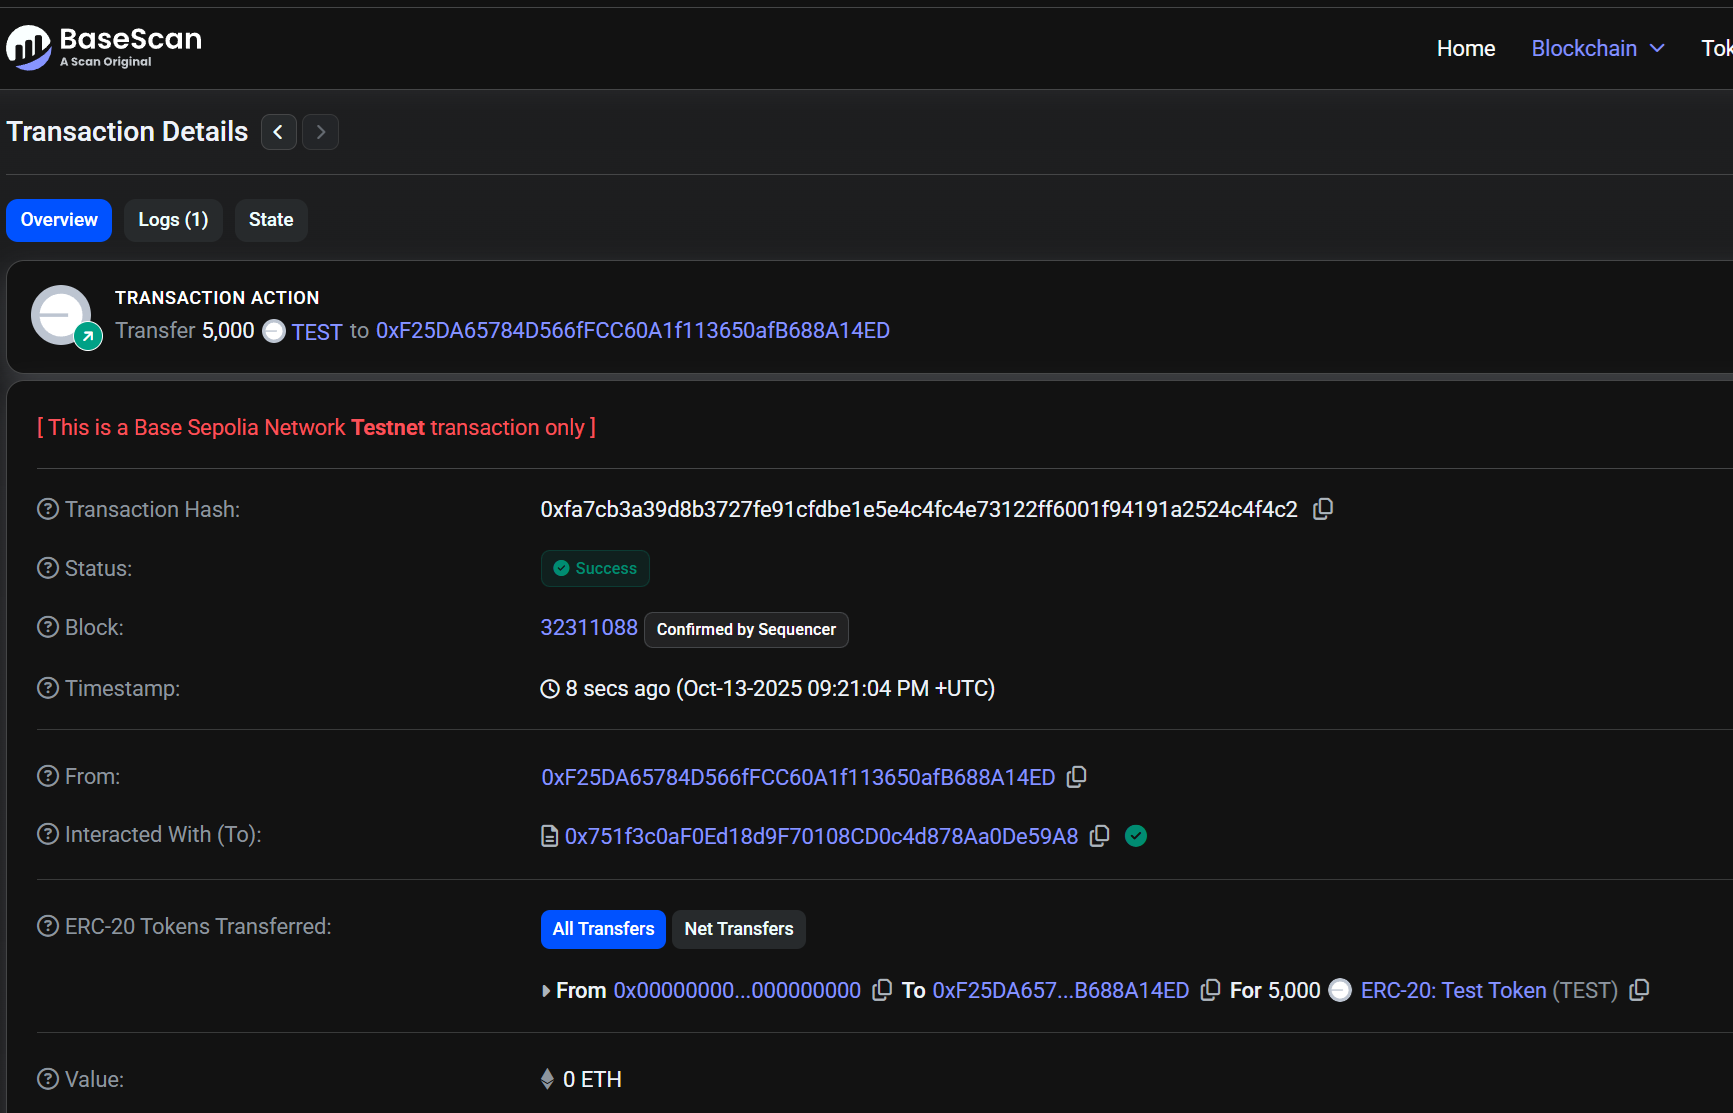 BaseScan
A Scan Original
Home Blockchain Tok
Transaction Details
Overview Logs (1) State
TRANSACTION ACTION
Transfer 5,000 TEST to 0xF25DA65784D566fFCC60A1f113650afB688A14ED
[ This is a Base Sepolia Network Testnet transaction only ]
Transaction Hash: 0xfa7cb3a39d8b3727fe91cfdbe1e5e4c4fc4e73122ff6001f94191a2524c4f4c2
Status: Success
Block: 32311088 Confirmed by Sequencer
Timestamp: 8 secs ago (Oct-13-2025 09:21:04 PM +UTC)
From: 0xF25DA65784D566fFCC60A1f113650afB688A14ED
Interacted With (To): 0x751f3c0aF0Ed18d9F70108CD0c4d878Aa0De59A8
ERC-20 Tokens Transferred: All Transfers Net Transfers
From 0x00000000...000000000 To 0xF25DA657...B688A14ED For 5,000 ERC-20: Test Token (TEST)
Value: 0 ETH